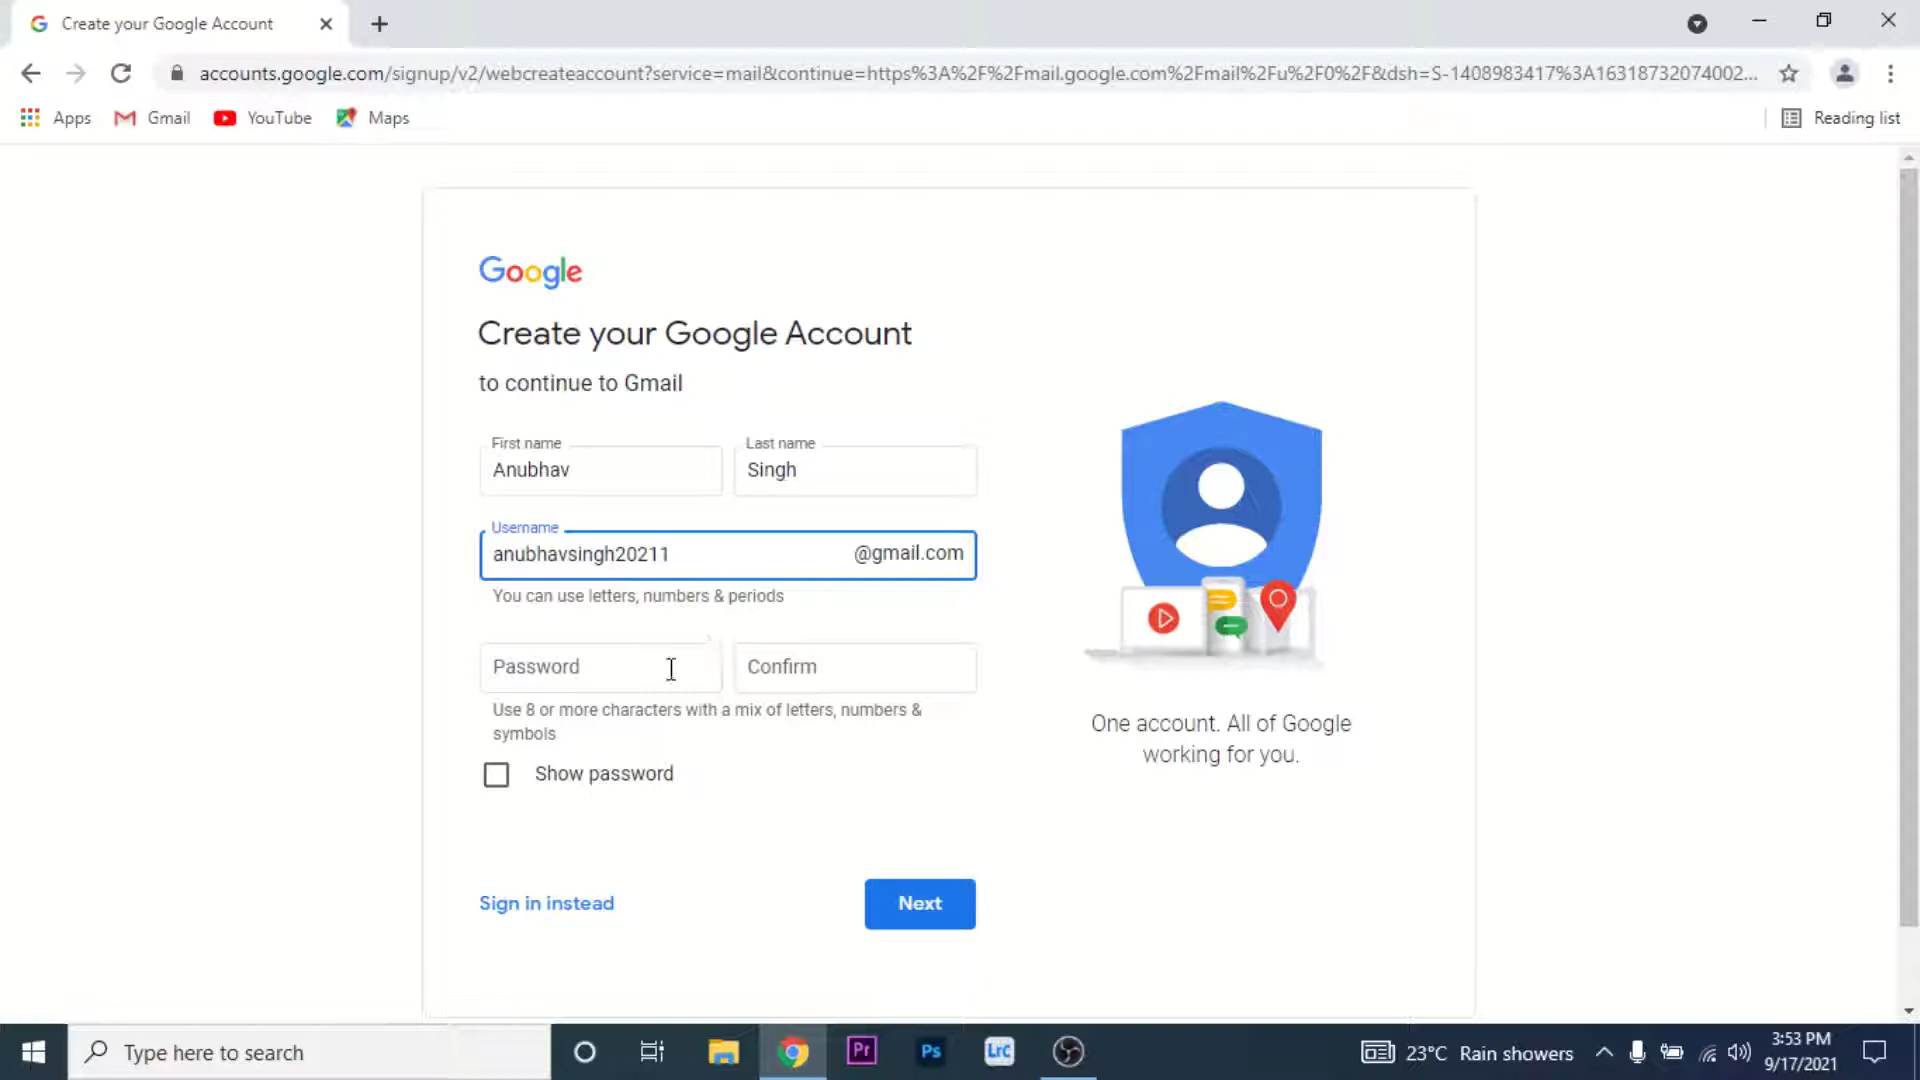 Create your Google Account
accounts.google.com/signup/v2/webcreateaccount?service=mail&continue=https%3A%2F%2Fmail.google.com%2Fmail%2Fu%2F0%2F&dsh=S-1408983417%3A16318732074002...
Apps Gmail YouTube Maps Reading list
Google
Create your Google Account
to continue to Gmail
First name Last name
Anubhav Singh
Username
anubhavsingh20211 @gmail.com
You can use letters, numbers & periods
Password Confirm
Use 8 or more characters with a mix of letters, numbers &
symbols
Show password
One account. All of Google
working for you.
Sign in instead Next
Type here to search
Pr Ps LrC
23°C Rain showers
3:53 PM
9/17/2021